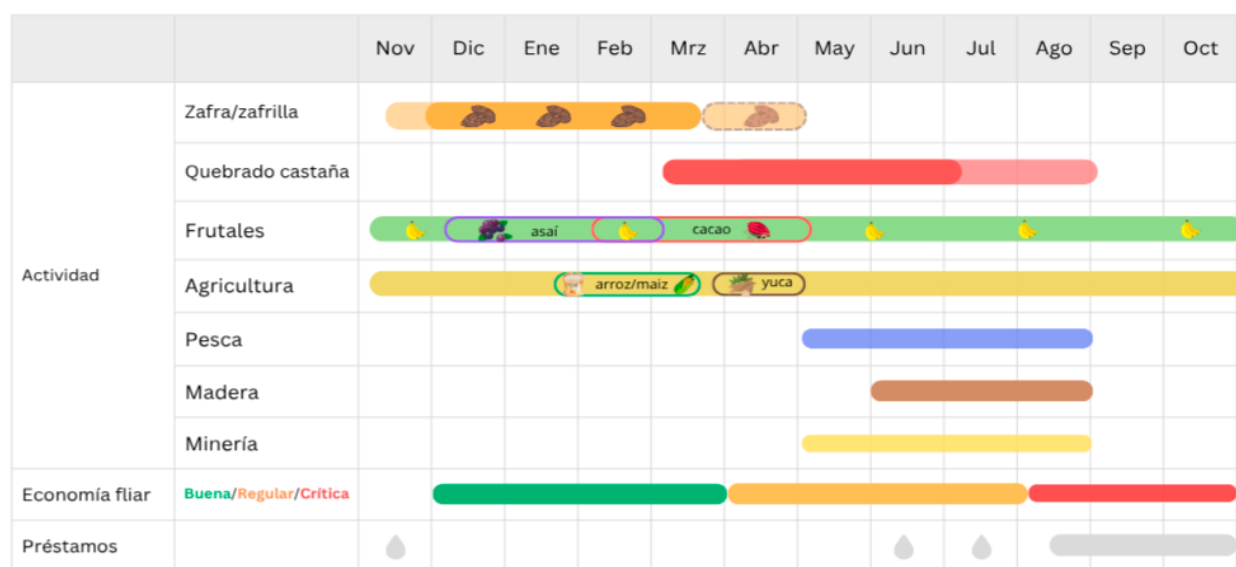 Nov Dic Ene Feb Mrz Abr May Jun Jul Ago Sep Oct
Zafra/zafrilla
Quebrado castaña
Frutales asaí cacao
Actividad
Agricultura arroz/maiz yuca
Pesca
Madera
Minería
Economía fliar Buena/Regular/Crítica
Préstamos